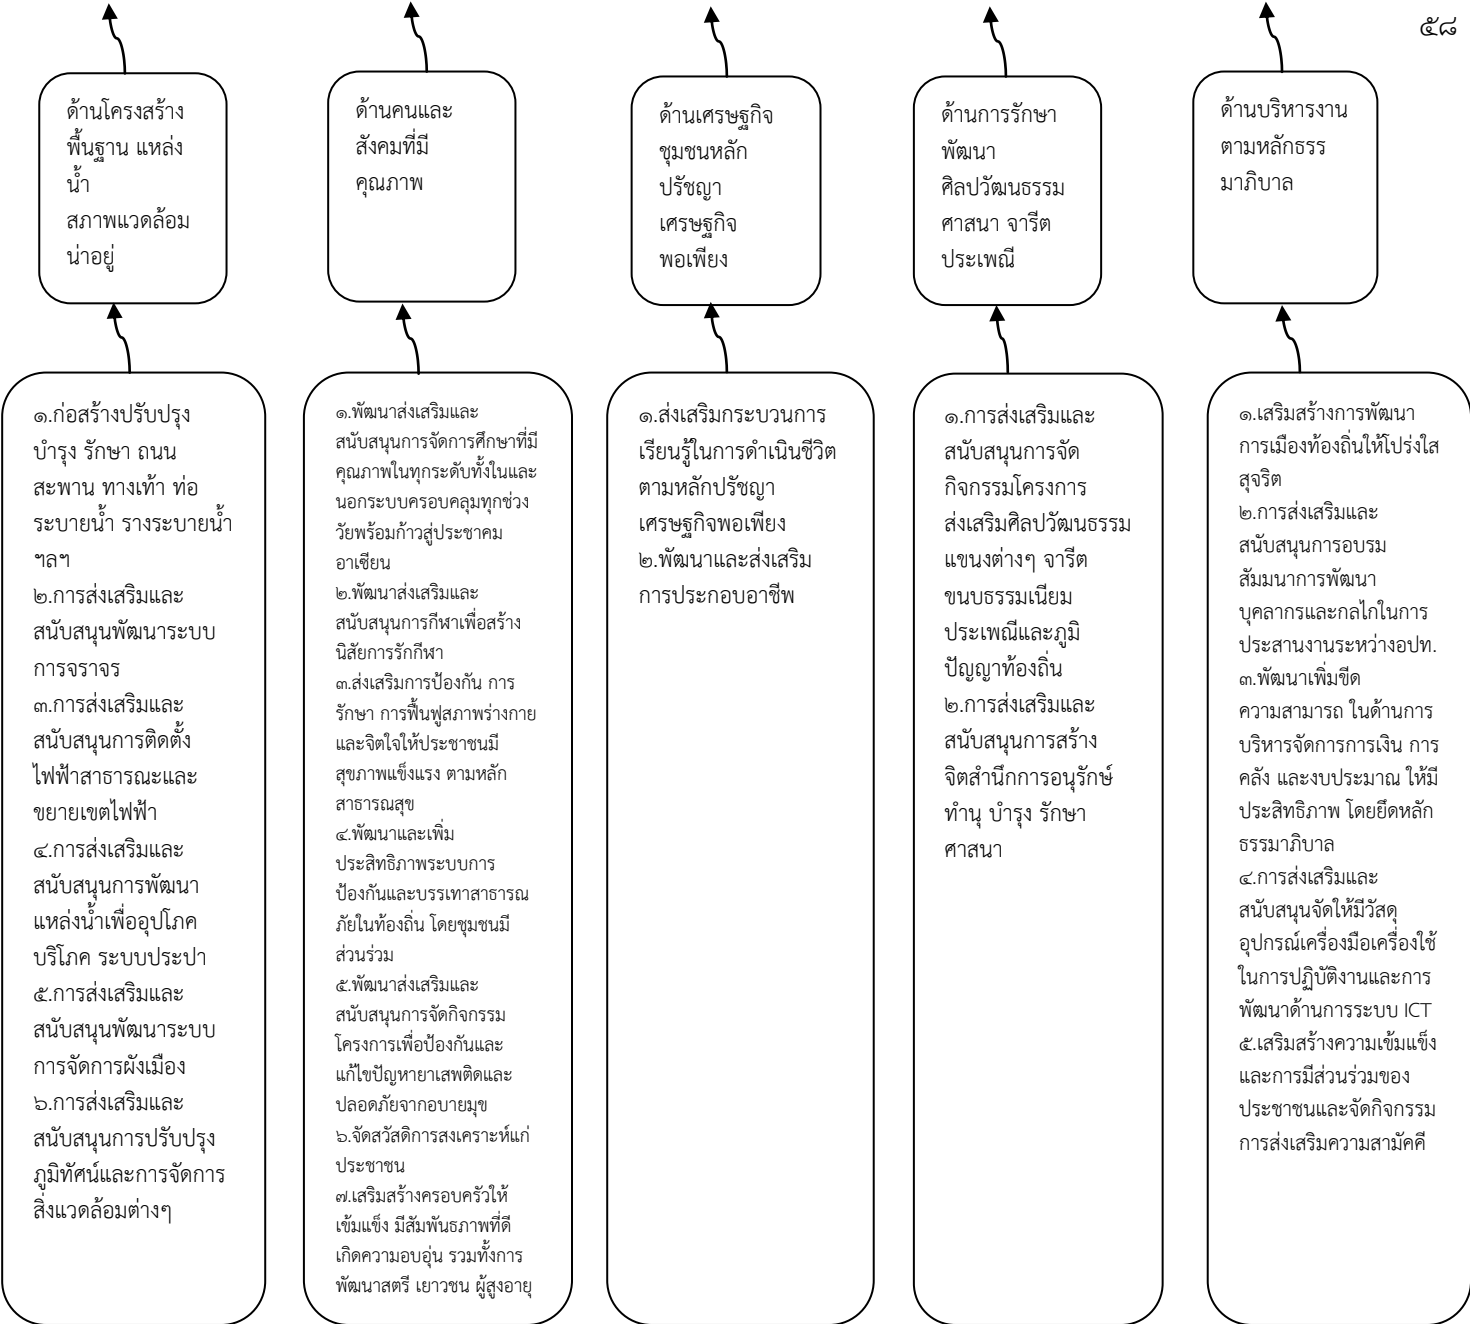 ๕๘
ด้านโครงสร้าง
พื้นฐาน แหล่ง
น้ำ
สภาพแวดล้อม
น่าอยู่
ด้านคนและ
สังคมที่มี
คุณภาพ
ด้านเศรษฐกิจ
ชุมชนหลัก
ปรัชญา
เศรษฐกิจ
พอเพียง
ด้านการรักษา
พัฒนา
ศิลปวัฒนธรรม
ศาสนา จารีต
ประเพณี
ด้านบริหารงาน
ตามหลักธรร
มาภิบาล
๑.ก่อสร้างปรับปรุง
บำรุง รักษา ถนน
สะพาน ทางเท้า ท่อ
ระบายน้ำ รางระบายน้ำ
ฯลฯ
๒.การส่งเสริมและ
สนับสนุนพัฒนาระบบ
การจราจร
๓.การส่งเสริมและ
สนับสนุนการติดตั้ง
ไฟฟ้าสาธารณะและ
ขยายเขตไฟฟ้า
๔.การส่งเสริมและ
สนับสนุนการพัฒนา
แหล่งน้ำเพื่ออุปโภค
บริโภค ระบบประปา
๕.การส่งเสริมและ
สนับสนุนพัฒนาระบบ
การจัดการผังเมือง
๖.การส่งเสริมและ
สนับสนุนการปรับปรุง
ภูมิทัศน์และการจัดการ
สิ่งแวดล้อมต่างๆ
๑.พัฒนาส่งเสริมและ
สนับสนุนการจัดการศึกษาที่มี
คุณภาพในทุกระดับทั้งในและ
นอกระบบครอบคลุมทุกช่วง
วัยพร้อมก้าวสู่ประชาคม
อาเซียน
๒.พัฒนาส่งเสริมและ
สนับสนุนการกีฬาเพื่อสร้าง
นิสัยการรักกีฬา
๓.ส่งเสริมการป้องกัน การ
รักษา การฟื้นฟูสภาพร่างกาย
และจิตใจให้ประชาชนมี
สุขภาพแข็งแรง ตามหลัก
สาธารณสุข
๔.พัฒนาและเพิ่ม
ประสิทธิภาพระบบการ
ป้องกันและบรรเทาสาธารณ
ภัยในท้องถิ่น โดยชุมชนมี
ส่วนร่วม
๕.พัฒนาส่งเสริมและ
สนับสนุนการจัดกิจกรรม
โครงการเพื่อป้องกันและ
แก้ไขปัญหายาเสพติดและ
ปลอดภัยจากอบายมุข
๖.จัดสวัสดิการสงเคราะห์แก่
ประชาชน
๗.เสริมสร้างครอบครัวให้
เข้มแข็ง มีสัมพันธภาพที่ดี
เกิดความอบอุ่น รวมทั้งการ
พัฒนาสตรี เยาวชน ผู้สูงอายุ
๑.ส่งเสริมกระบวนการ
เรียนรู้ในการดำเนินชีวิต
ตามหลักปรัชญา
เศรษฐกิจพอเพียง
๒.พัฒนาและส่งเสริม
การประกอบอาชีพ
๑.การส่งเสริมและ
สนับสนุนการจัด
กิจกรรมโครงการ
ส่งเสริมศิลปวัฒนธรรม
แขนงต่างๆ จารีต
ขนบธรรมเนียม
ประเพณีและภูมิ
ปัญญาท้องถิ่น
๒.การส่งเสริมและ
สนับสนุนการสร้าง
จิตสำนึกการอนุรักษ์
ทำนุ บำรุง รักษา
ศาสนา
๑.เสริมสร้างการพัฒนา
การเมืองท้องถิ่นให้โปร่งใส
สุจริต
๒.การส่งเสริมและ
สนับสนุนการอบรม
สัมมนาการพัฒนา
บุคลากรและกลไกในการ
ประสานงานระหว่างอปท.
๓.พัฒนาเพิ่มขีด
ความสามารถ ในด้านการ
บริหารจัดการการเงิน การ
คลัง และงบประมาณ ให้มี
ประสิทธิภาพ โดยยึดหลัก
ธรรมาภิบาล
๔.การส่งเสริมและ
สนับสนุนจัดให้มีวัสดุ
อุปกรณ์เครื่องมือเครื่องใช้
ในการปฏิบัติงานและการ
พัฒนาด้านการระบบ ICT
๕.เสริมสร้างความเข้มแข็ง
และการมีส่วนร่วมของ
ประชาชนและจัดกิจกรรม
การส่งเสริมความสามัคคี